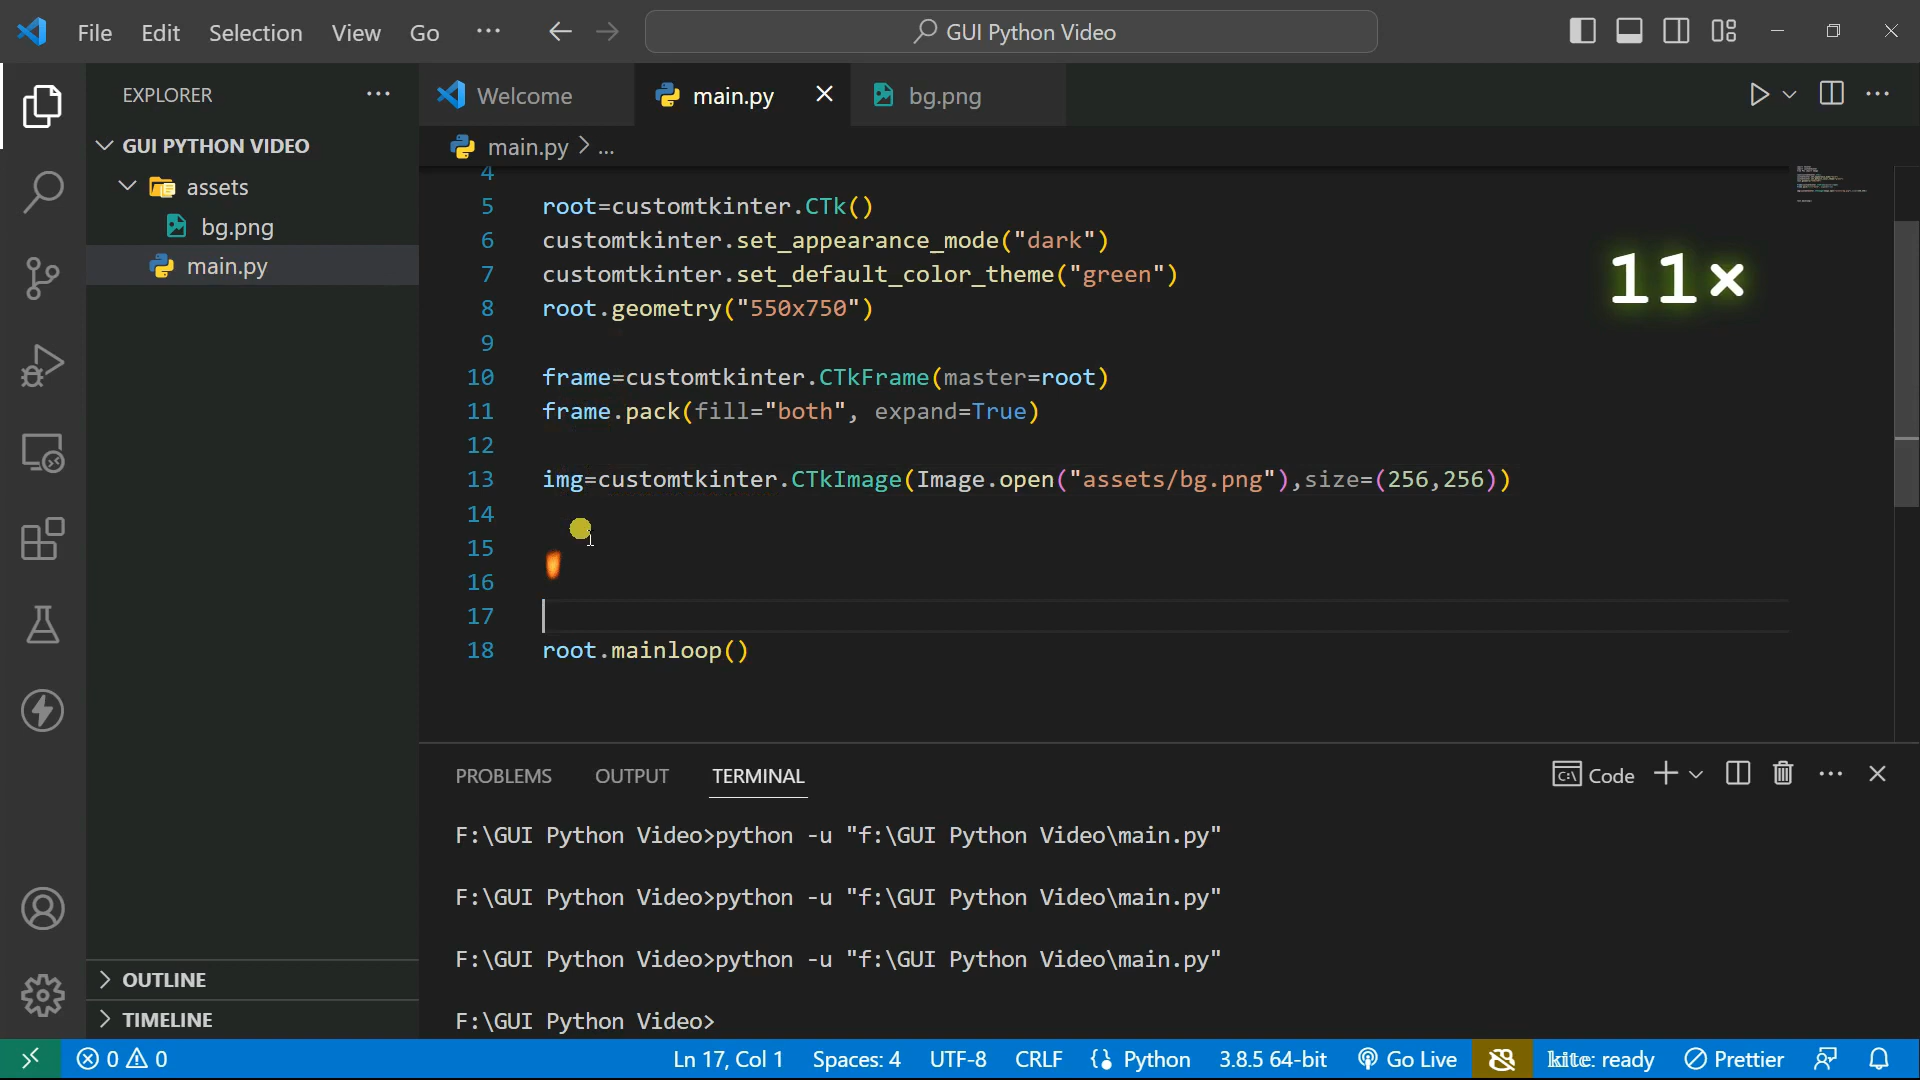 File Edit Selection View Go ··· GUI Python Video
EXPLORER ···
GUI PYTHON VIDEO
assets
bg.png
main.py
Welcome main.py bg.png
main.py > ...
4
5 root=customtkinter.CTk()
6 customtkinter.set_appearance_mode("dark")
7 customtkinter.set_default_color_theme("green")
8 root.geometry("550x750")
9
10 frame=customtkinter.CTkFrame(master=root)
11 frame.pack(fill="both", expand=True)
12
13 img=customtkinter.CTkImage(Image.open("assets/bg.png"),size=(256,256))
14
15
16
17
18 root.mainloop()
11×
PROBLEMS OUTPUT TERMINAL Code
F:\GUI Python Video>python -u "f:\GUI Python Video\main.py"
F:\GUI Python Video>python -u "f:\GUI Python Video\main.py"
F:\GUI Python Video>python -u "f:\GUI Python Video\main.py"
F:\GUI Python Video>
OUTLINE
TIMELINE
0 0 Ln 17, Col 1 Spaces: 4 UTF-8 CRLF Python 3.8.5 64-bit Go Live kite: ready Prettier